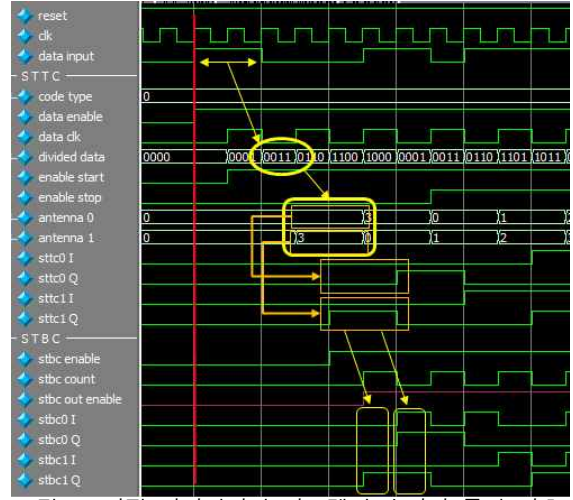 reset
clk
data input
STTC
code type 0
data enable
data clk
divided data 0000 0001 0011 0110 1100 1000 0001 0011 0110 1101 1011
enable start
enable stop
antenna 0 0 3 0 1
antenna 1 0 3 0 1 2
sttc0 I
sttc0 Q
sttc1 I
sttc1 Q
STBC
stbc enable
stbc count
stbc out enable
stbc0 I
stbc0 Q
stbc1 I
stbc1 Q